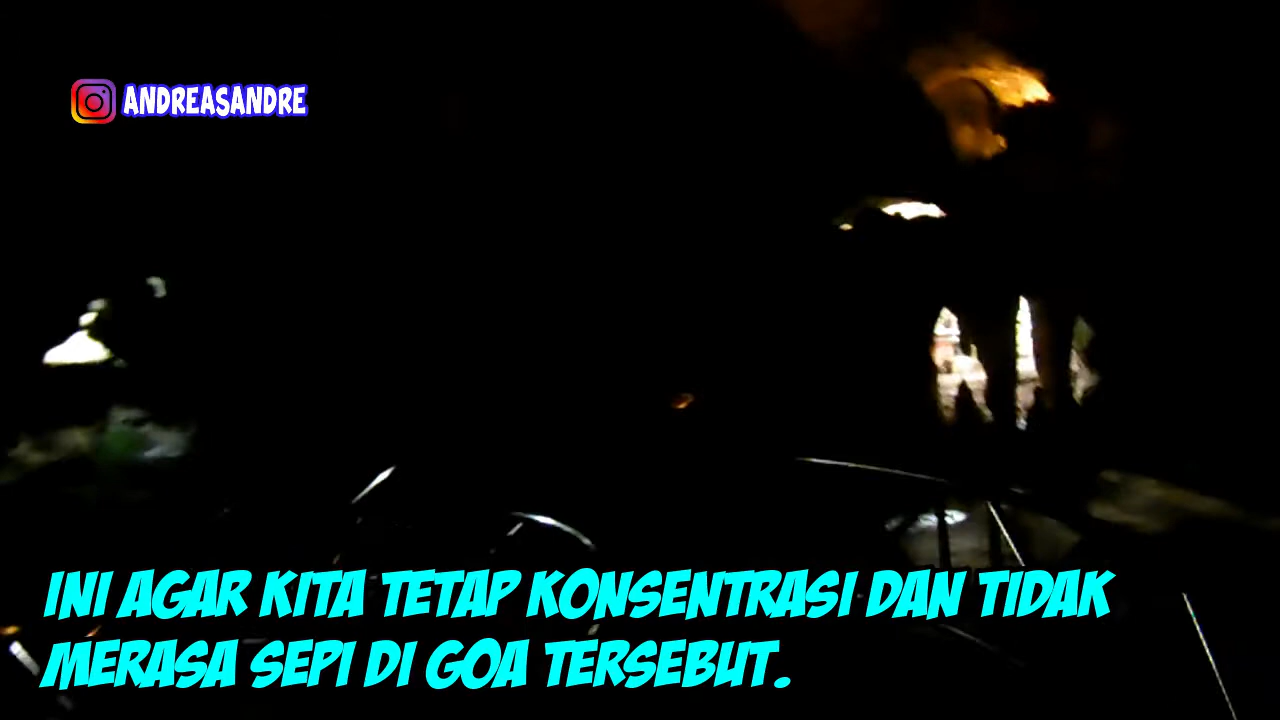 ANDREASANDRE
INI AGAR KITA TETAP KONSENTRASI DAN TIDAK
MERASA SEPI DI GOA TERSEBUT.